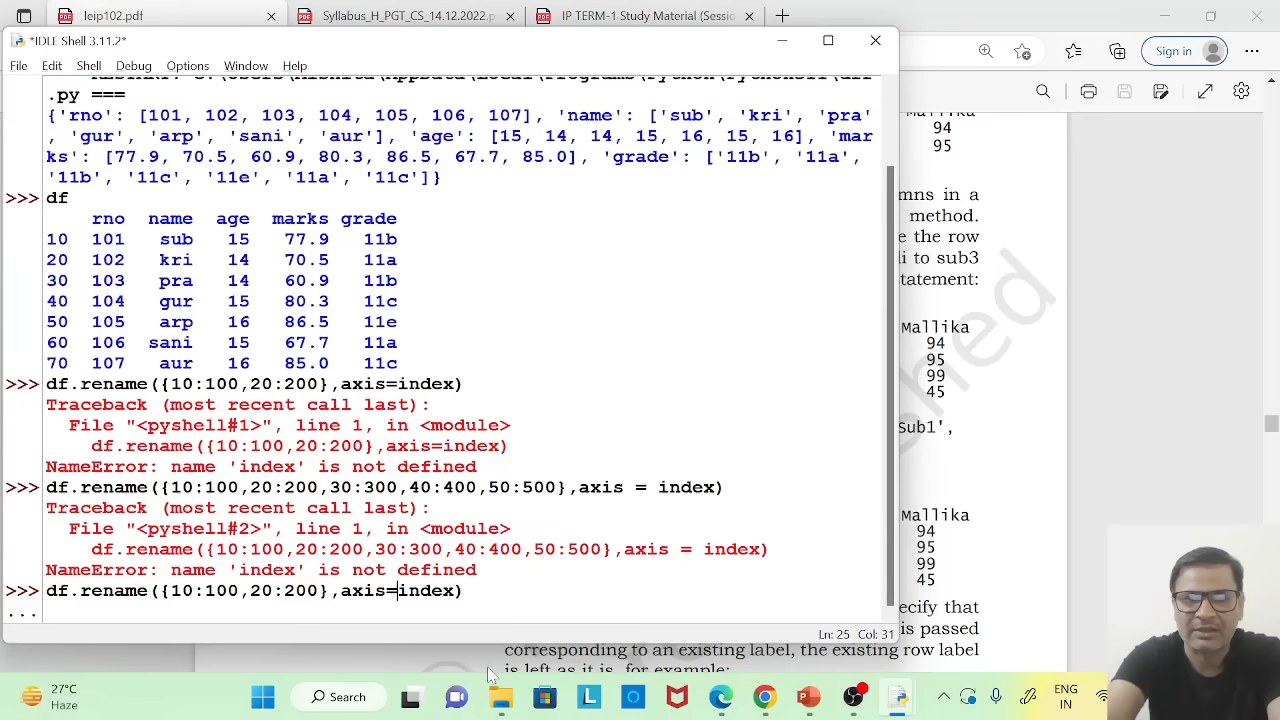 leip102.pdf
Syllabus_H_PGT_CS_14.12.2022.p
IP TERM-1 Study Material (Sessio
*IDLE Shell 3.11.2*
Sign in
File Edit Shell Debug Options Window Help
.py ===
{'rno': [101, 102, 103, 104, 105, 106, 107], 'name': ['sub', 'kri', 'pra'
, 'gur', 'arp', 'sani', 'aur'], 'age': [15, 14, 14, 15, 16, 15, 16], 'mar
ks': [77.9, 70.5, 60.9, 80.3, 86.5, 67.7, 85.0], 'grade': ['11b', '11a',
'11b', '11c', '11e', '11a', '11c']}
>>> df
rno name age marks grade
10 101 sub 15 77.9 11b
20 102 kri 14 70.5 11a
30 103 pra 14 60.9 11b
40 104 gur 15 80.3 11c
50 105 arp 16 86.5 11e
60 106 sani 15 67.7 11a
70 107 aur 16 85.0 11c
>>> df.rename({10:100,20:200},axis=index)
Traceback (most recent call last):
File "<pyshell#1>", line 1, in <module>
df.rename({10:100,20:200},axis=index)
NameError: name 'index' is not defined
>>> df.rename({10:100,20:200,30:300,40:400,50:500},axis = index)
Traceback (most recent call last):
File "<pyshell#2>", line 1, in <module>
df.rename({10:100,20:200,30:300,40:400,50:500},axis = index)
NameError: name 'index' is not defined
>>> df.rename({10:100,20:200},axis=index)
...
Ln: 25 Col: 31
Mallika
94
95
mns in a
method.
e the row
li to sub3
statement:
Mallika
94
95
99
45
Sub1',
Mallika
94
95
99
45
ecify that
is passed
corresponding to an existing label, the existing row label
is left as it is, for example:
shed
27°C
Haze
Search
ENG
IN